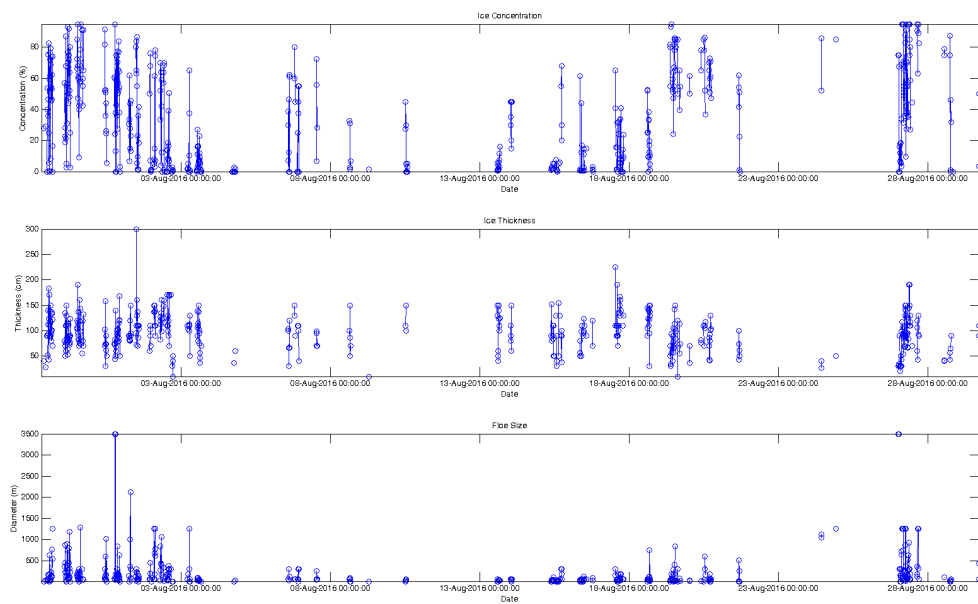 Ice Concentration
Concentration (%)
80
60
40
20
0
03-Aug-2016 00:00:00 08-Aug-2016 00:00:00 13-Aug-2016 00:00:00 18-Aug-2016 00:00:00 23-Aug-2016 00:00:00 28-Aug-2016 00:00:00
Date
Ice Thickness
Thickness (cm)
300
250
200
150
100
50
03-Aug-2016 00:00:00 08-Aug-2016 00:00:00 13-Aug-2016 00:00:00 18-Aug-2016 00:00:00 23-Aug-2016 00:00:00 28-Aug-2016 00:00:00
Date
Floe Size
Diameter (m)
3500
3000
2500
2000
1500
1000
500
03-Aug-2016 00:00:00 08-Aug-2016 00:00:00 13-Aug-2016 00:00:00 18-Aug-2016 00:00:00 23-Aug-2016 00:00:00 28-Aug-2016 00:00:00
Date